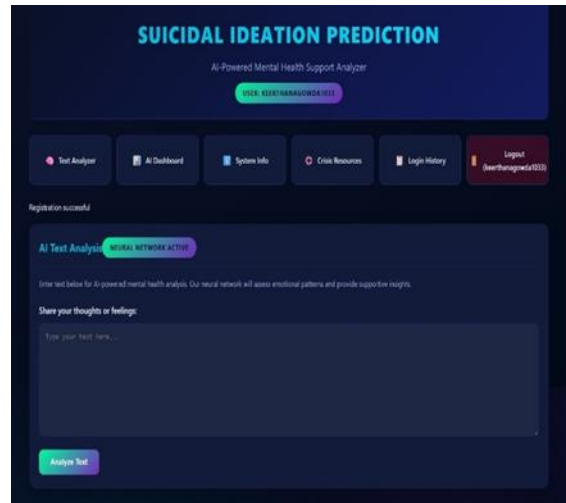 SUICIDAL IDEATION PREDICTION
AI-Powered Mental Health Support Analyzer
USER: KEERTHANAGOWDA1033
Text Analyzer
AI Dashboard
System Info
Crisis Resources
Login History
Logout
(keerthanagowda1033)
Registration successful
AI Text Analysis NEURAL NETWORK ACTIVE
Enter text below for AI-powered mental health analysis. Our neural network will assess emotional patterns and provide supportive insights.
Share your thoughts or feelings:
Type your text here...
Analyze Text